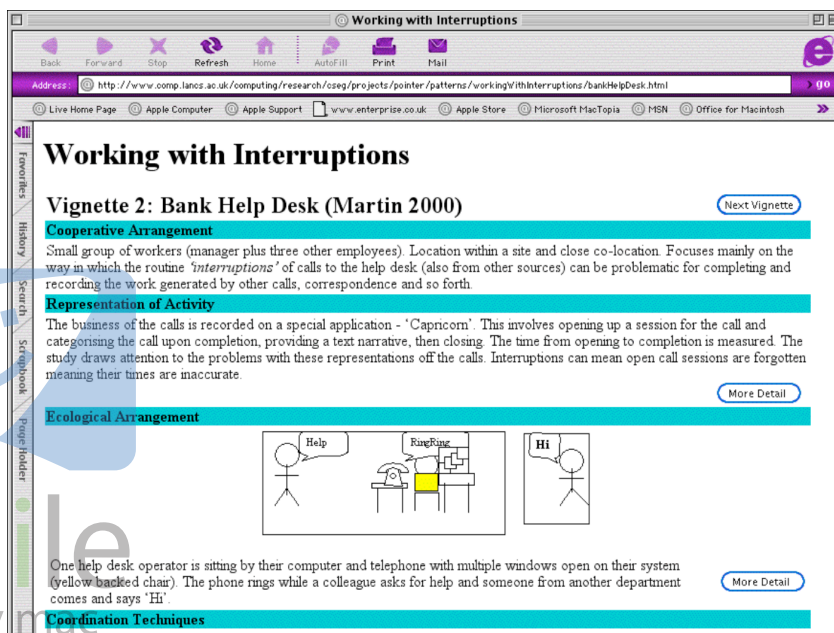 Working with Interruptions
Back Forward Stop Refresh Home AutoFill Print Mail
Address: http://www.comp.lancs.ac.uk/computing/research/cseg/projects/pointer/patterns/workingWithInterruptions/bankHelpDesk.html go
Live Home Page Apple Computer Apple Support www.enterprise.co.uk Apple Store Microsoft MacTopia MSN Office for Macintosh
Favorites
History
Search
Scrapbook
Page Holder
Working with Interruptions
Vignette 2: Bank Help Desk (Martin 2000) Next Vignette
Cooperative Arrangement
Small group of workers (manager plus three other employees). Location within a site and close co-location. Focuses mainly on the
way in which the routine 'interruptions' of calls to the help desk (also from other sources) can be problematic for completing and
recording the work generated by other calls, correspondence and so forth.
Representation of Activity
The business of the calls is recorded on a special application - 'Capricorn'. This involves opening up a session for the call and
categorising the call upon completion, providing a text narrative, then closing. The time from opening to completion is measured. The
study draws attention to the problems with these representations off the calls. Interruptions can mean open call sessions are forgotten
meaning their times are inaccurate.
More Detail
Ecological Arrangement
Help RingRing Hi
One help desk operator is sitting by their computer and telephone with multiple windows open on their system
(yellow backed chair). The phone rings while a colleague asks for help and someone from another department
comes and says 'Hi'.
More Detail
Coordination Techniques
ile
mac